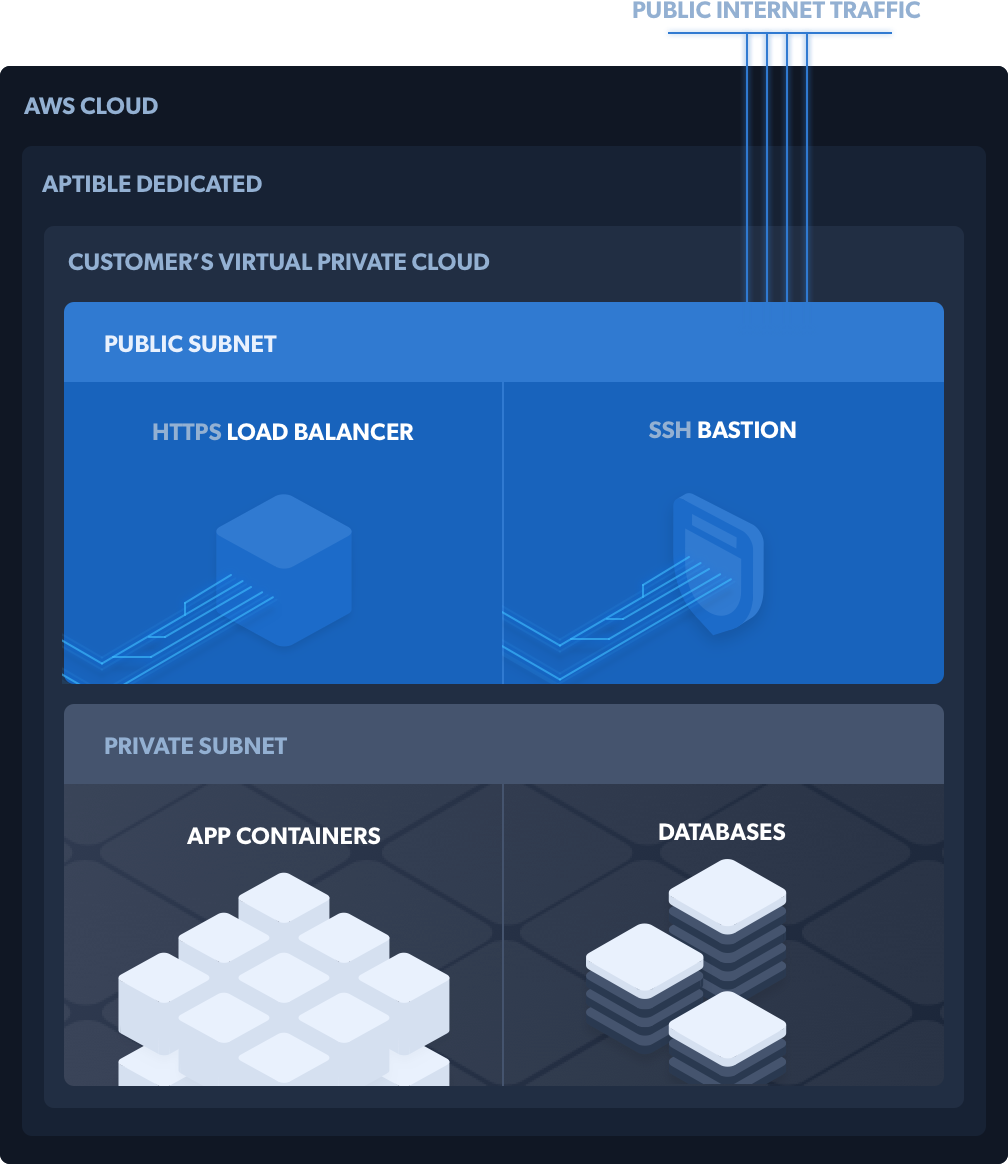 PUBLIC INTERNET TRAFFIC
AWS CLOUD
APTIBLE DEDICATED
CUSTOMER’S VIRTUAL PRIVATE CLOUD
PUBLIC SUBNET
HTTPS LOAD BALANCER
SSH BASTION
PRIVATE SUBNET
APP CONTAINERS
DATABASES